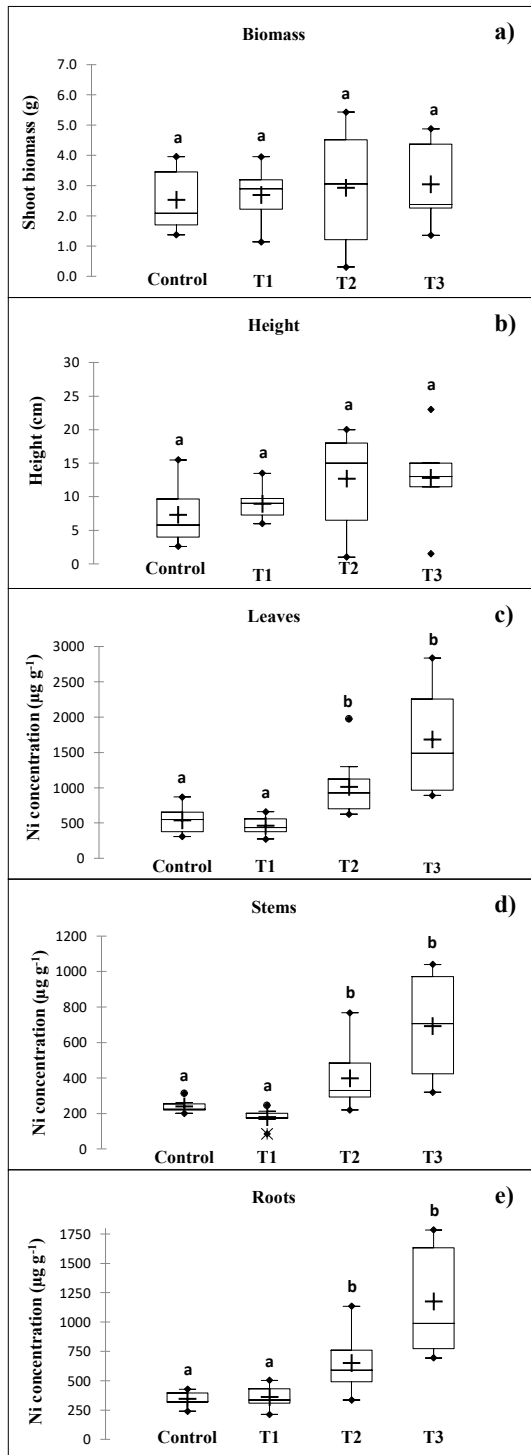 Biomass
a)
Shoot biomass (g)
7.0
6.0
5.0
4.0
3.0
2.0
1.0
0.0
a
a
a
a
Control
T1
T2
T3
Height
b)
Height (cm)
30
25
20
15
10
5
0
a
a
a
a
Control
T1
T2
T3
Leaves
c)
Ni concentration (µg g⁻¹)
3000
2500
2000
1500
1000
500
0
a
a
b
b
Control
T1
T2
T3
Stems
d)
Ni concentration (µg g⁻¹)
1200
1000
800
600
400
200
0
a
a
b
b
Control
T1
T2
T3
Roots
e)
Ni concentration (µg g⁻¹)
1750
1500
1250
1000
750
500
250
0
a
a
b
b
Control
T1
T2
T3